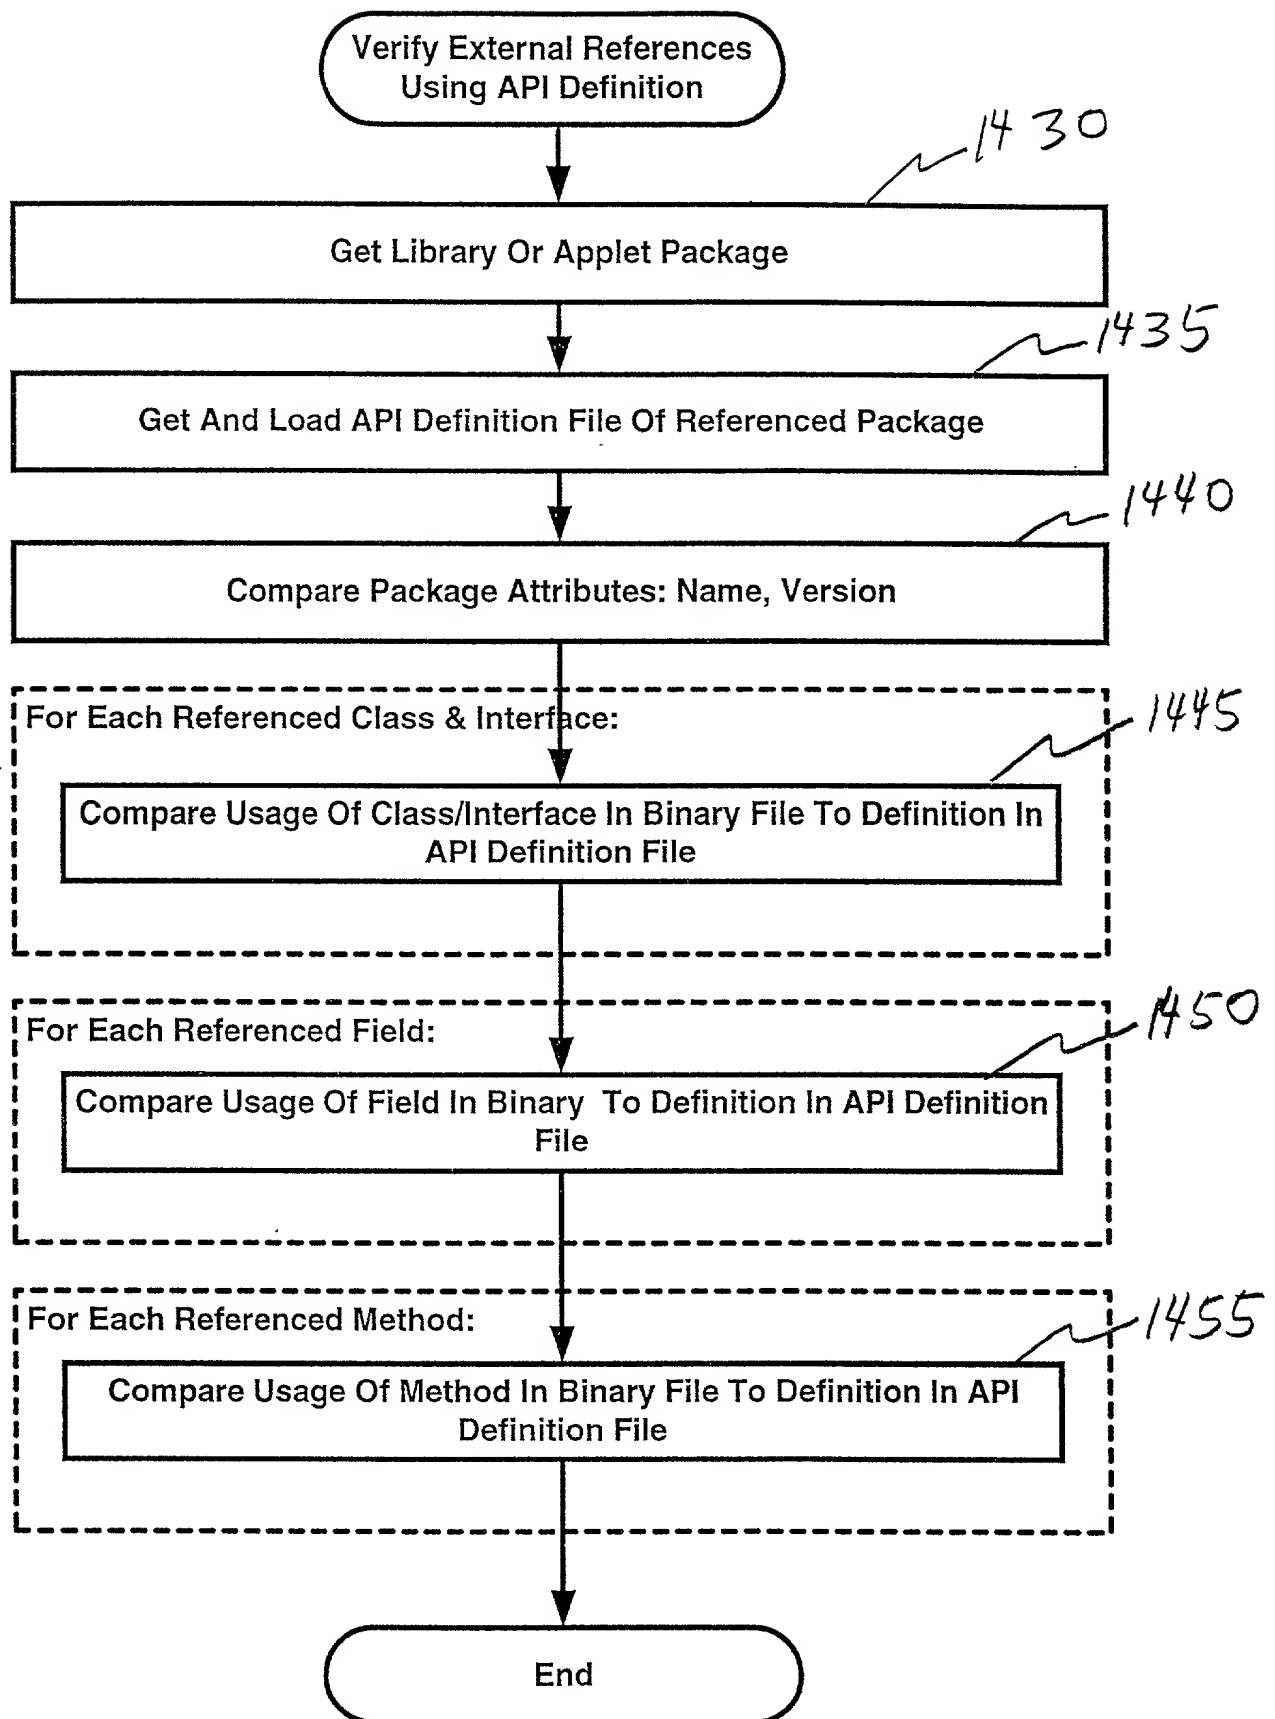 Verify External References
Using API Definition
1430
Get Library Or Applet Package
1435
Get And Load API Definition File Of Referenced Package
1440
Compare Package Attributes: Name, Version
For Each Referenced Class & Interface:
1445
Compare Usage Of Class/Interface In Binary File To Definition In
API Definition File
For Each Referenced Field:
1450
Compare Usage Of Field In Binary To Definition In API Definition
File
For Each Referenced Method:
1455
Compare Usage Of Method In Binary File To Definition In API
Definition File
End